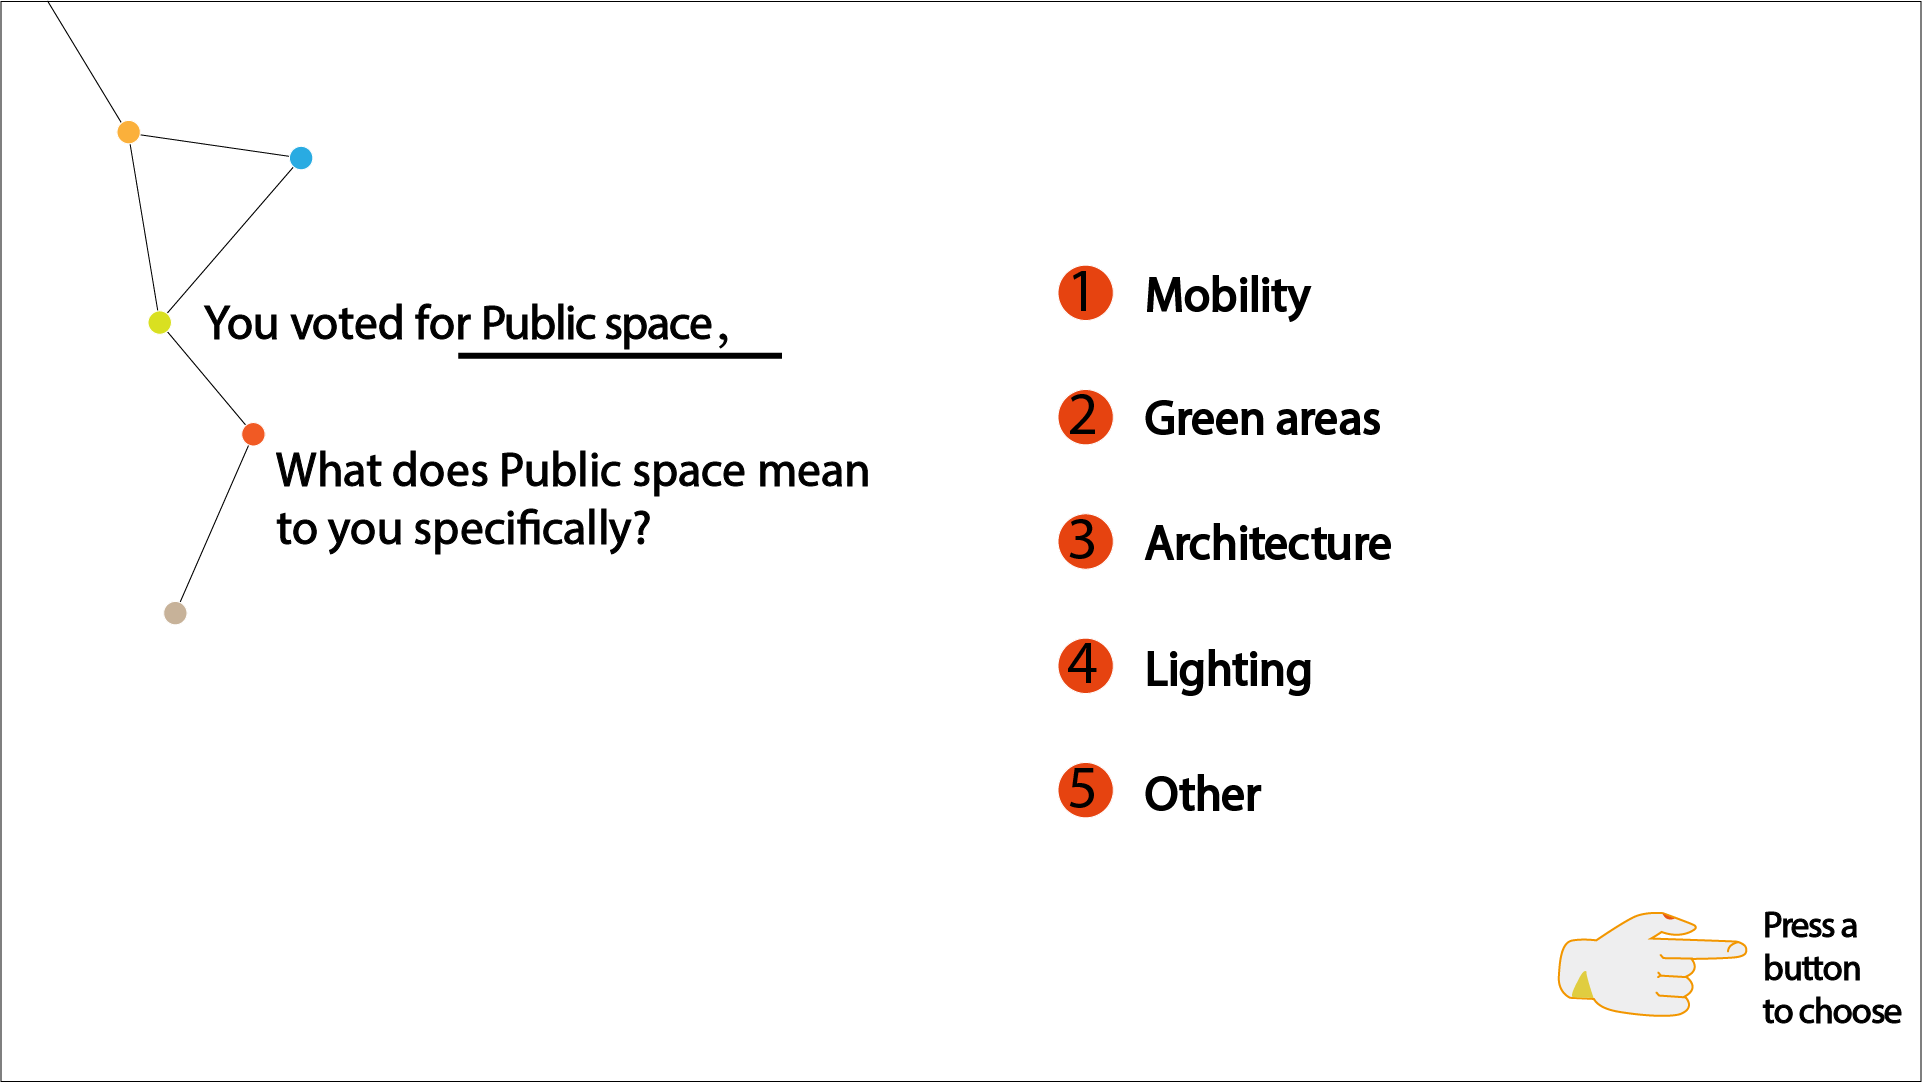 You voted for Public space,
What does Public space mean
to you specifically?
1 Mobility
2 Green areas
3 Architecture
4 Lighting
5 Other
Press a
button
to choose